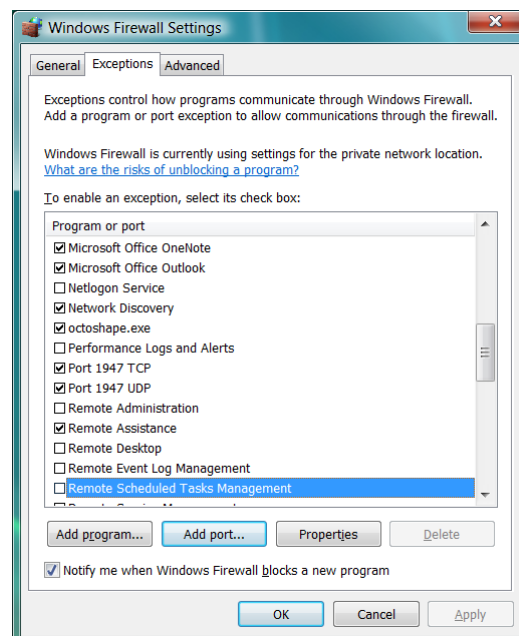 Windows Firewall Settings
General Exceptions Advanced
Exceptions control how programs communicate through Windows Firewall.
Add a program or port exception to allow communications through the firewall.
Windows Firewall is currently using settings for the private network location.
What are the risks of unblocking a program?
To enable an exception, select its check box:
Program or port
Microsoft Office OneNote
Microsoft Office Outlook
Netlogon Service
Network Discovery
octoshape.exe
Performance Logs and Alerts
Port 1947 TCP
Port 1947 UDP
Remote Administration
Remote Assistance
Remote Desktop
Remote Event Log Management
Remote Scheduled Tasks Management
Add program... Add port... Properties Delete
Notify me when Windows Firewall blocks a new program
OK Cancel Apply